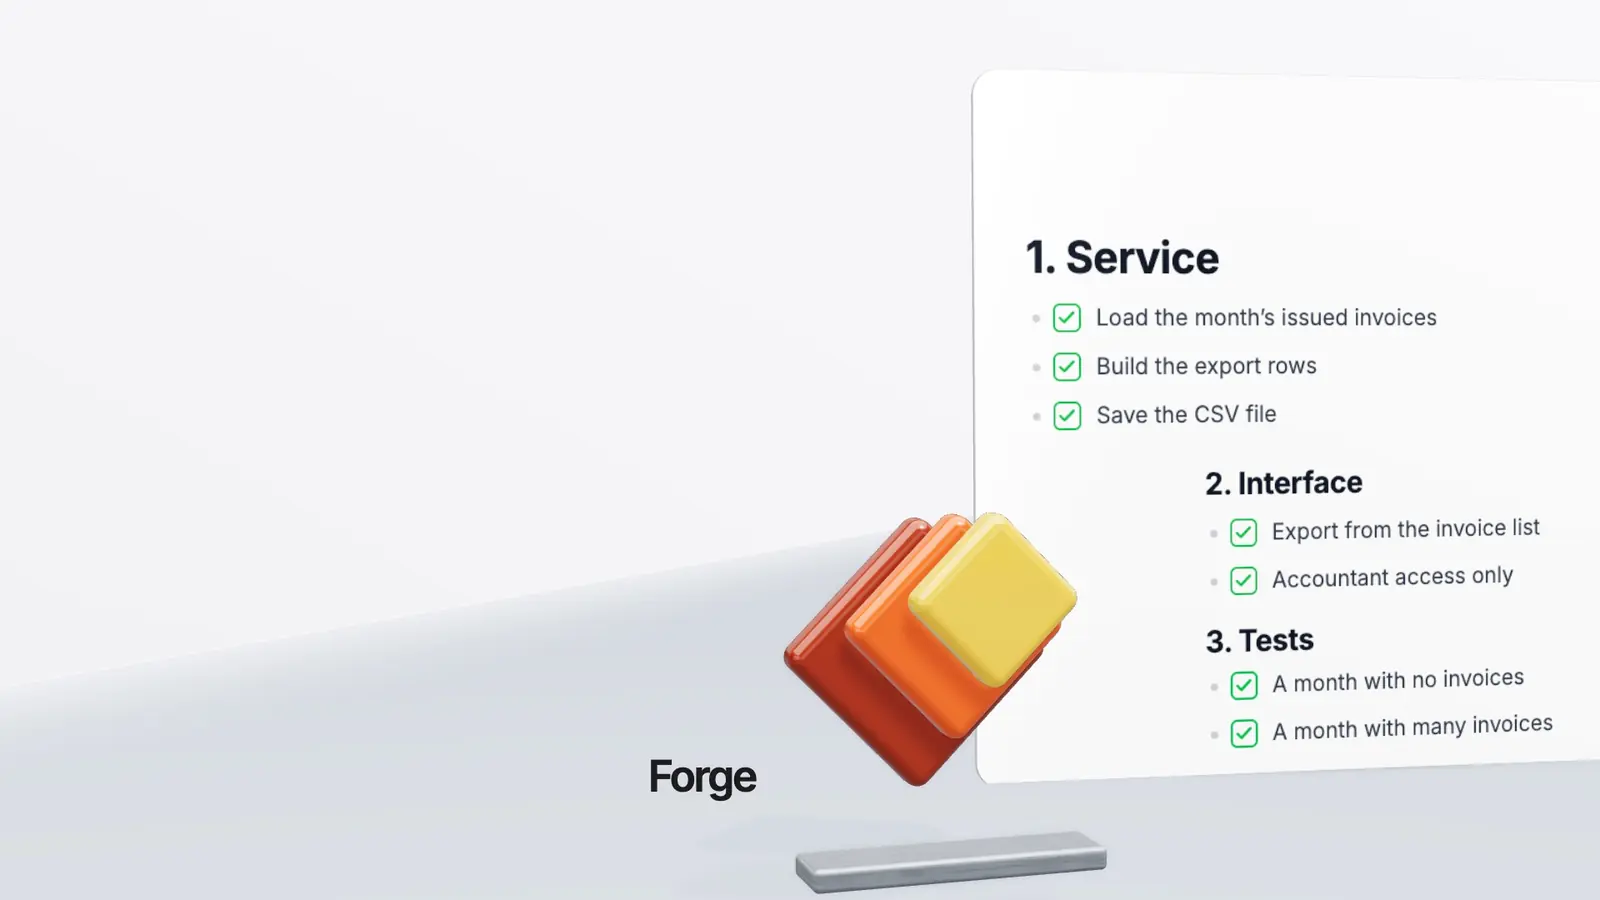 1. Service
Load the month’s issued invoices
Build the export rows
Save the CSV file
2. Interface
Export from the invoice list
Accountant access only
3. Tests
A month with no invoices
A month with many invoices
Forge